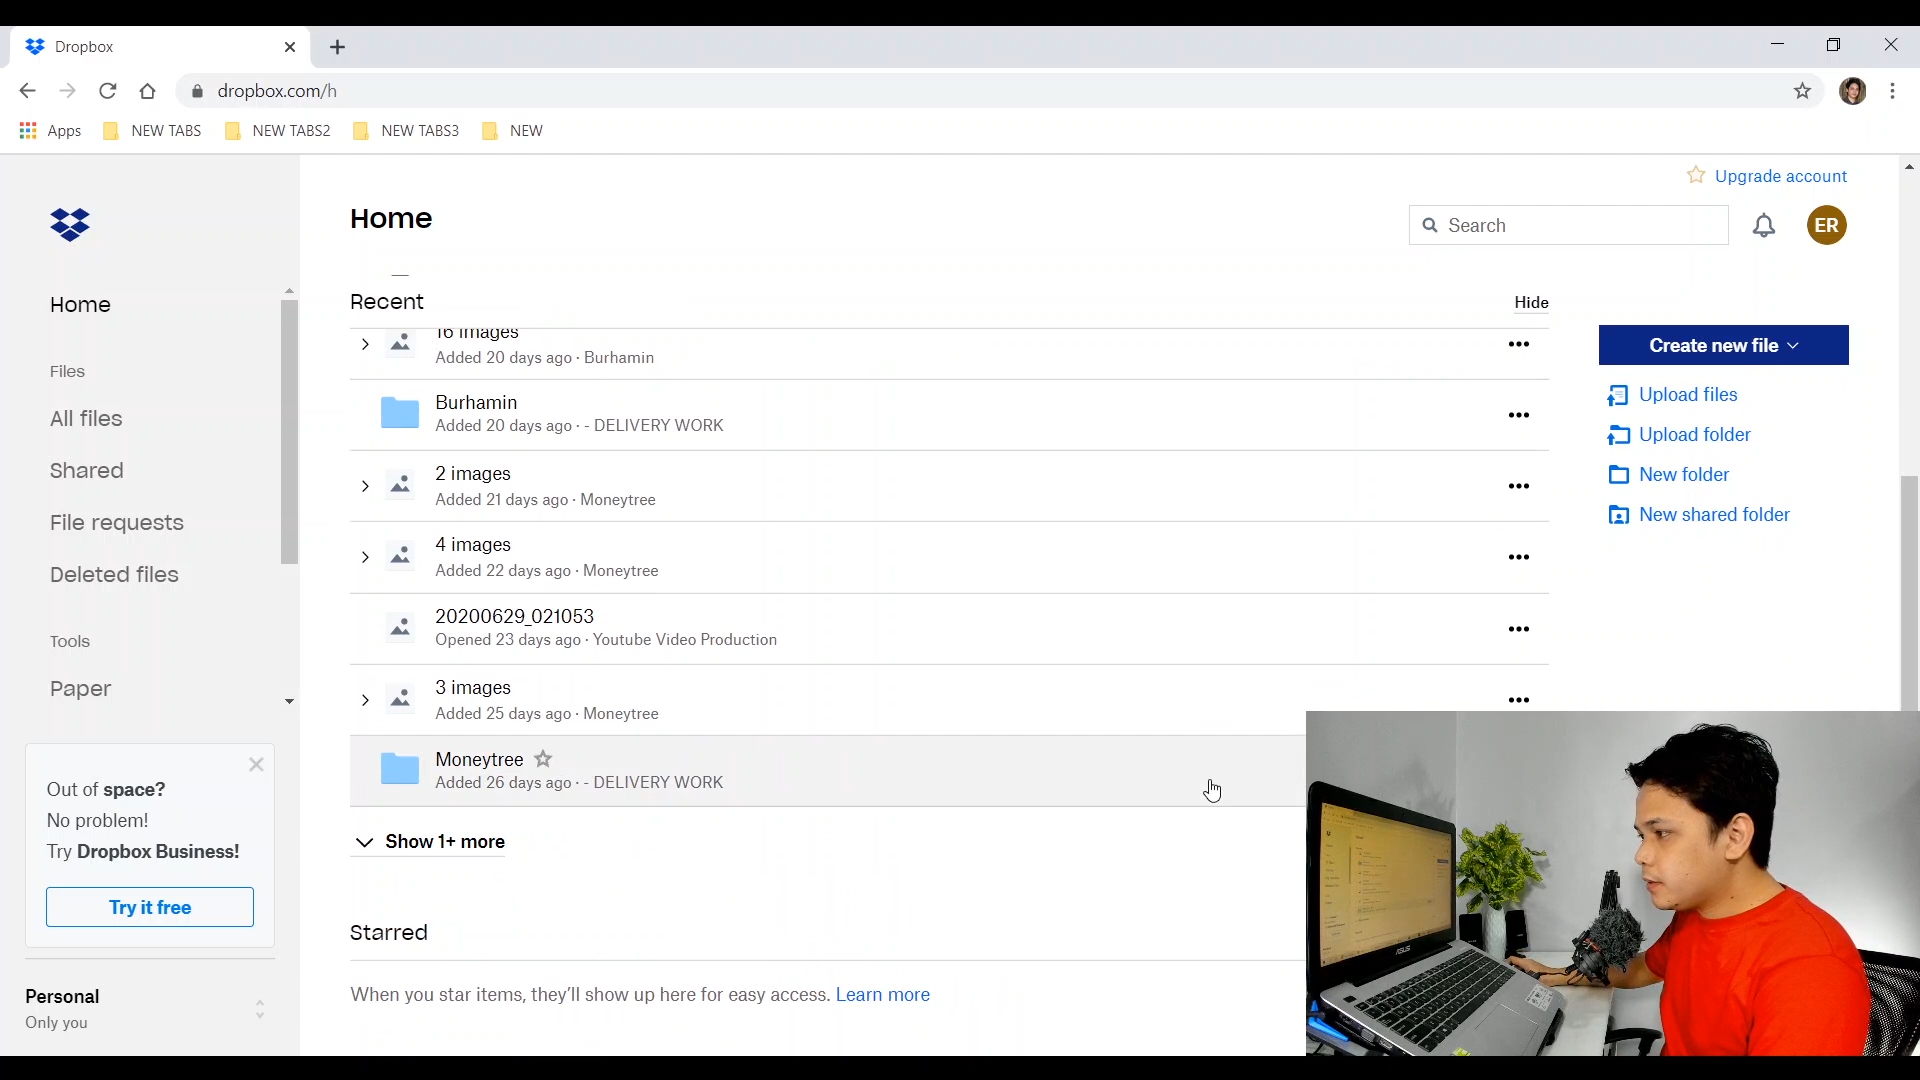 Dropbox
dropbox.com/h
Apps
NEW TABS
NEW TABS2
NEW TABS3
NEW
Upgrade account
Home
Search
ER
Home
Files
All files
Shared
File requests
Deleted files
Tools
Paper
Out of space?
No problem!
Try Dropbox Business!
Try it free
Personal
Only you
Recent
Hide
16 images
Added 20 days ago · Burhamin
Burhamin
Added 20 days ago · - DELIVERY WORK
2 images
Added 21 days ago · Moneytree
4 images
Added 22 days ago · Moneytree
20200629_021053
Opened 23 days ago · Youtube Video Production
3 images
Added 25 days ago · Moneytree
Moneytree
Added 26 days ago · - DELIVERY WORK
Show 1+ more
Starred
When you star items, they’ll show up here for easy access. Learn more
Create new file
Upload files
Upload folder
New folder
New shared folder
ASUS